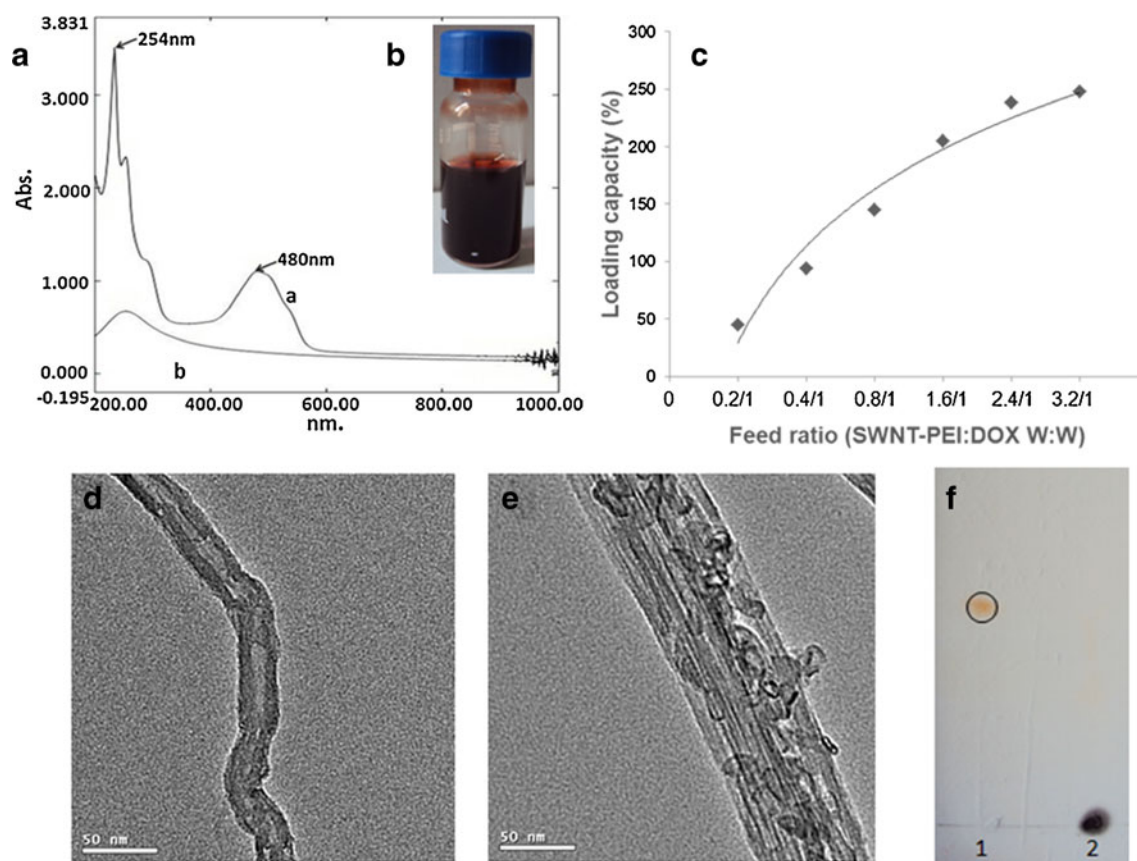 a
3.831
3.000
2.000
1.000
0.000
-0.195
Abs.
254nm
480nm
a
b
200.00 400.00 600.00 800.00 1000.00
nm.
b
c
300
250
200
150
100
50
0
Loading capacity (%)
0 0.2/1 0.4/1 0.8/1 1.6/1 2.4/1 3.2/1
Feed ratio (SWNT-PEI:DOX W:W)
d
50 nm
e
50 nm
f
1 2